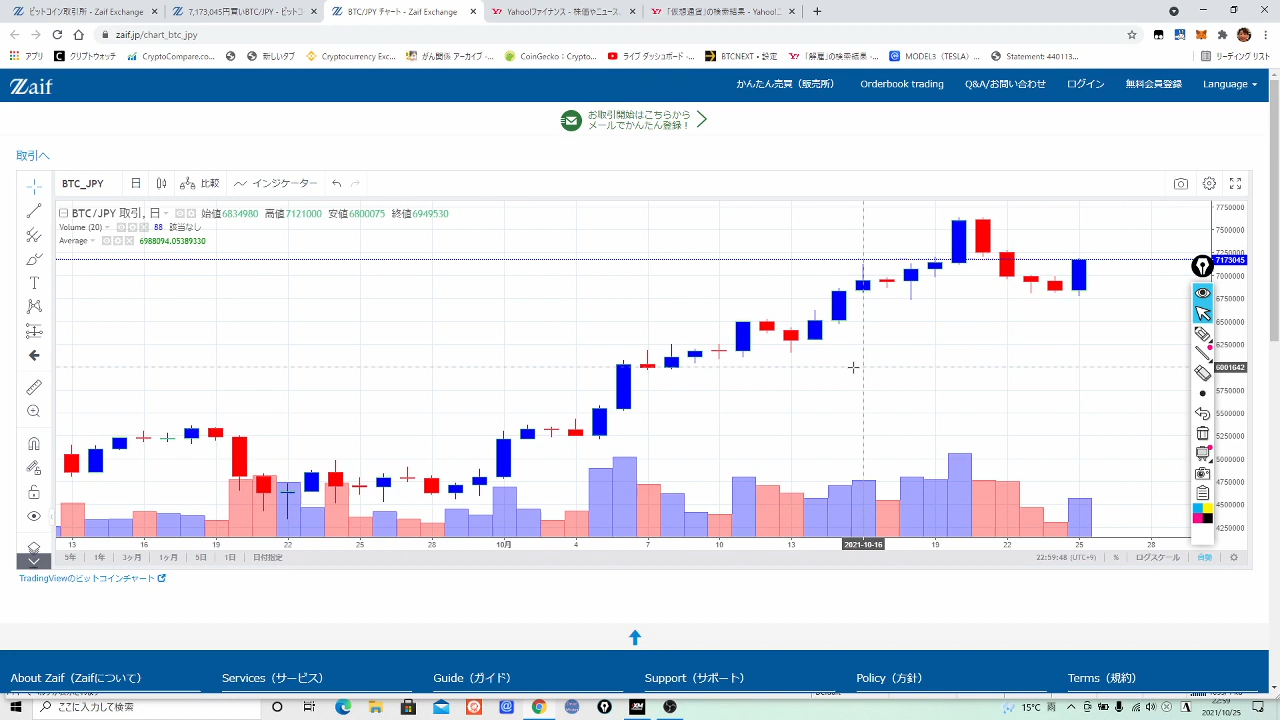 ビットコイン取引所 - Zaif Exchange
7,173,045円買いBTC/JPY - ビットコ
BTC/JPY チャート - Zaif Exchange
Yahoo!ファイナンス - 株価やニュース、
「仮想通貨」の検索結果 - Yahoo!ニ
zaif.jp/chart_btc_jpy
アプリ
クリプトウォッチ
CryptoCompare.co...
新しいタブ
Cryptocurrency Exc...
がん関係 アーカイブ -...
CoinGecko : Crypto...
ライブ ダッシュボード -...
BTCNEXT • 設定
「解雇」の検索結果 -...
MODEL3（TESLA）...
Statement: 440113...
リーディング リスト
Zaif
かんたん売買（販売所）
Orderbook trading
Q&A/お問い合わせ
ログイン
無料会員登録
Language
お取引開始はこちらから
メールでかんたん登録！
取引へ
BTC_JPY
日
比較
インジケーター
BTC/JPY 取引, 日
始値6834980 高値7121000 安値6800075 終値6949530
Volume (20)
88 該当なし
Average
6988094.05389330
7750000
7500000
7250000
7173045
7000000
6750000
6500000
6250000
6001642
5750000
5500000
5250000
5000000
4750000
4500000
4250000
13
16
19
22
25
28
10月
4
7
10
13
2021-10-16
19
22
25
28
5年
1年
3ヶ月
1ヶ月
5日
1日
日付指定
22:59:48 (UTC+9)
%
ログスケール
自動
TradingViewのビットコインチャート
About Zaif（Zaifについて）
Services（サービス）
Guide（ガイド）
Support（サポート）
Policy（方針）
Terms（規約）
ここに入力して検索
XM
15°C 雨
A
22:59
2021/10/25